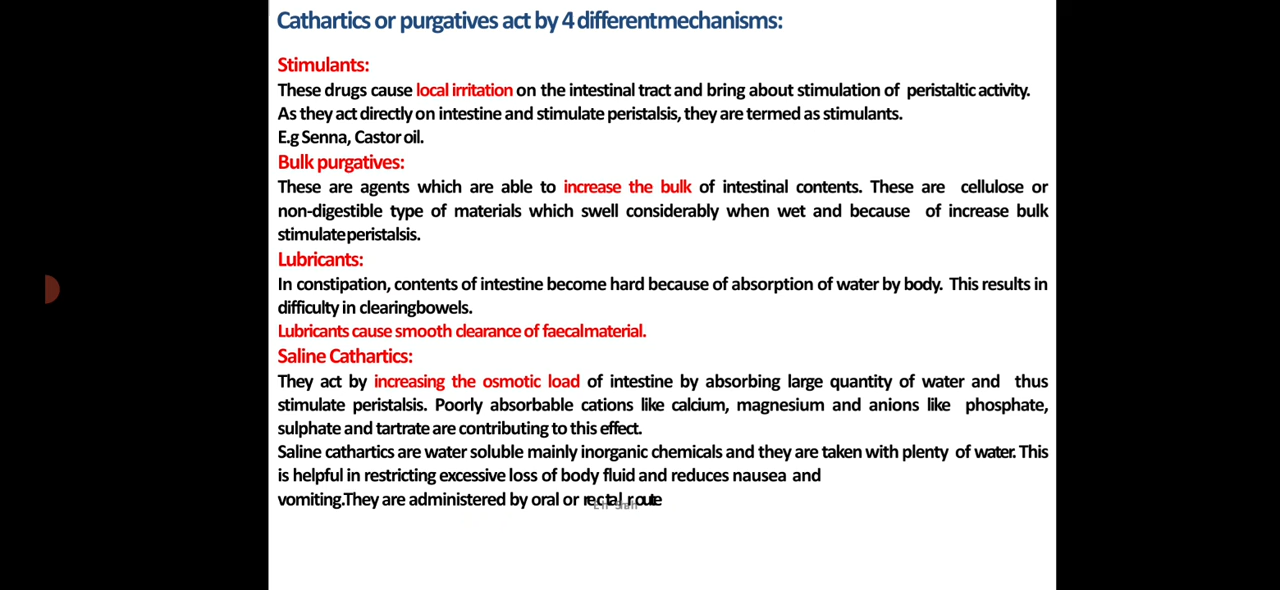 Cathartics or purgatives act by 4 different mechanisms:
Stimulants:
These drugs cause local irritation on the intestinal tract and bring about stimulation of peristaltic activity.
As they act directly on intestine and stimulate peristalsis, they are termed as stimulants.
E.g Senna, Castor oil.
Bulk purgatives:
These are agents which are able to increase the bulk of intestinal contents. These are cellulose or
non-digestible type of materials which swell considerably when wet and because of increase bulk
stimulate peristalsis.
Lubricants:
In constipation, contents of intestine become hard because of absorption of water by body. This results in
difficulty in clearing bowels.
Lubricants cause smooth clearance of faecal material.
Saline Cathartics:
They act by increasing the osmotic load of intestine by absorbing large quantity of water and thus
stimulate peristalsis. Poorly absorbable cations like calcium, magnesium and anions like phosphate,
sulphate and tartrate are contributing to this effect.
Saline cathartics are water soluble mainly inorganic chemicals and they are taken with plenty of water. This
is helpful in restricting excessive loss of body fluid and reduces nausea and
vomiting.They are administered by oral or rectal route